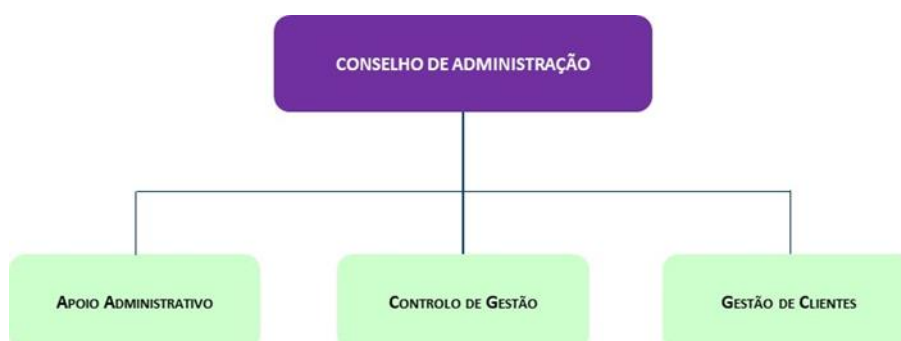 CONSELHO DE ADMINISTRAÇÃO
APOIO ADMINISTRATIVO
CONTROLO DE GESTÃO
GESTÃO DE CLIENTES